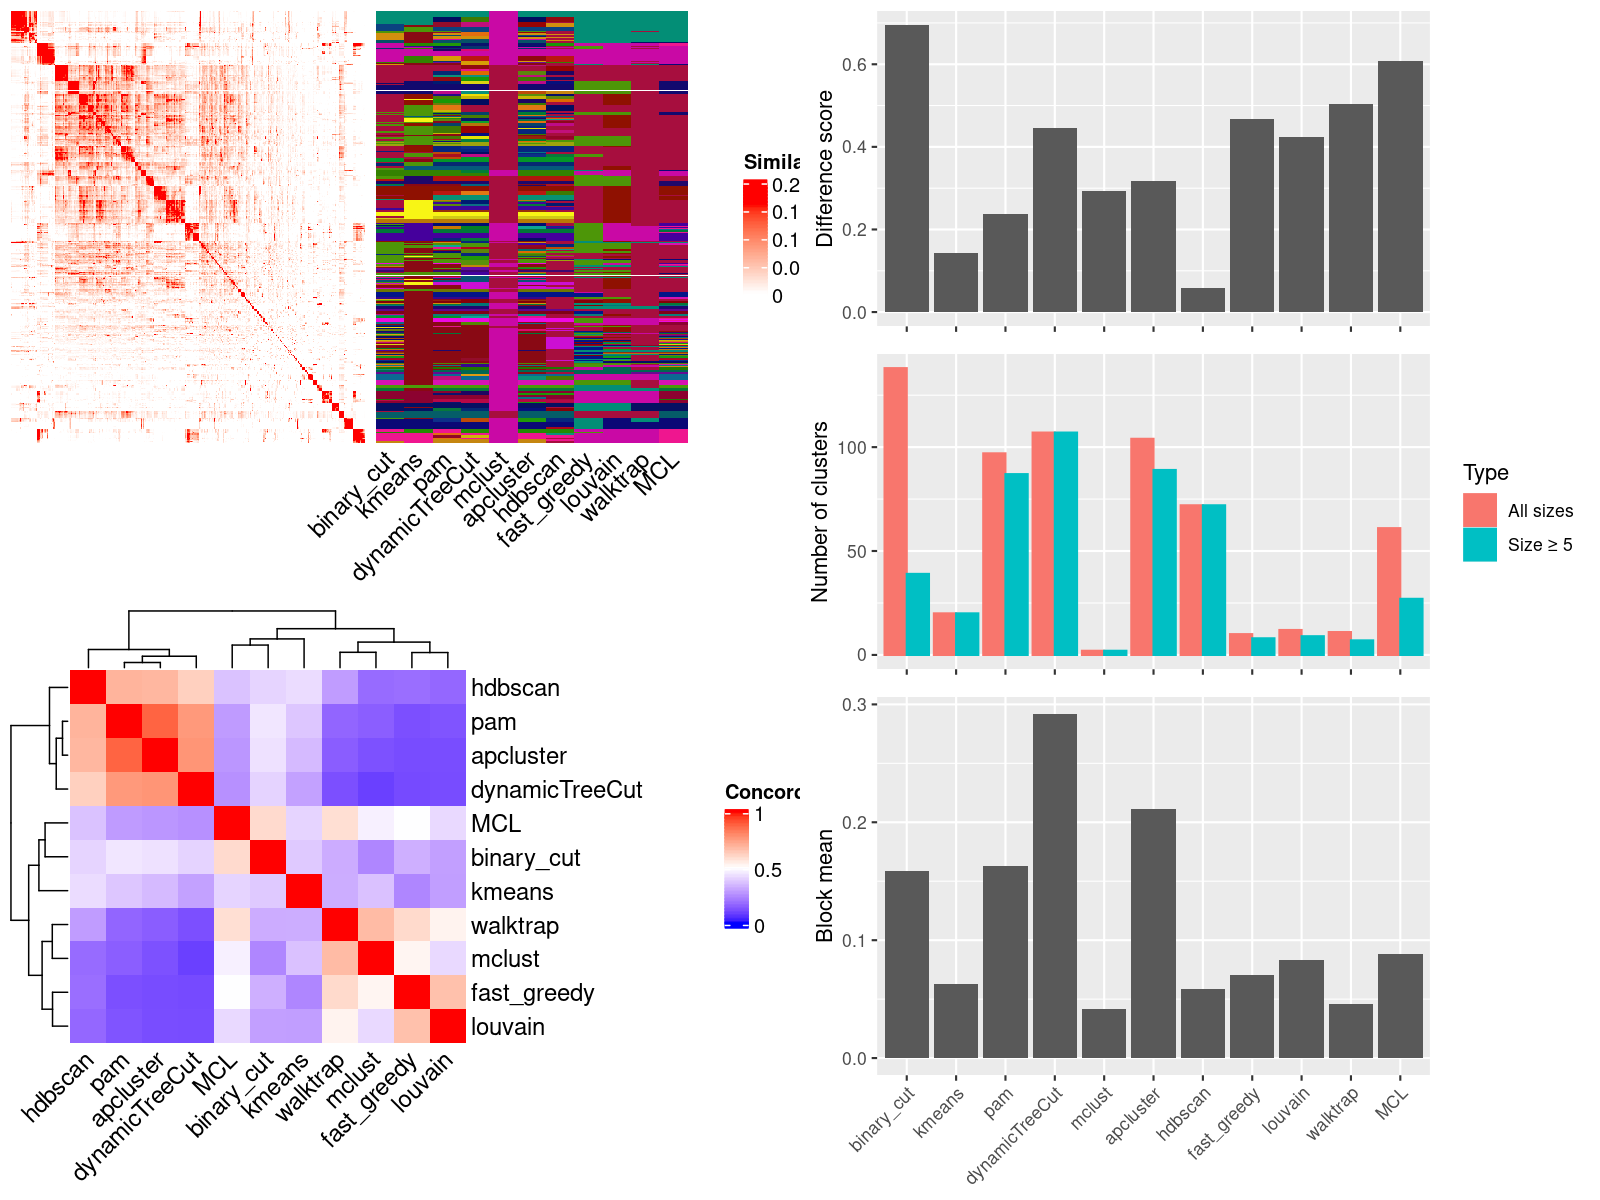 Simila
0.2
0.1
0.1
0.0
0
binary_cut
kmeans
pam
dynamicTreeCut
mclust
apcluster
hdbscan
fast_greedy
louvain
walktrap
MCL
hdbscan
pam
apcluster
dynamicTreeCut
MCL
binary_cut
kmeans
walktrap
mclust
fast_greedy
louvain
hdbscan
pam
apcluster
dynamicTreeCut
MCL
binary_cut
kmeans
walktrap
mclust
fast_greedy
louvain
Concord
1
0.5
0
Difference score
0.6
0.4
0.2
0.0
Number of clusters
100
50
0
Type
All sizes
Size ≥ 5
Block mean
0.3
0.2
0.1
0.0
binary_cut
kmeans
pam
dynamicTreeCut
mclust
apcluster
hdbscan
fast_greedy
louvain
walktrap
MCL